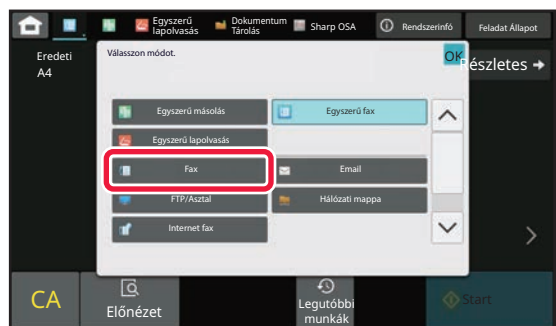 Egyszerű
lapolvasás
Dokumentum
Tárolás
Sharp OSA
Rendszerinfó
Feladat Állapot
Eredeti
A4
Válasszon módot.
OK
Részletes
Egyszerű másolás
Egyszerű fax
Egyszerű lapolvasás
Fax
Email
FTP/Asztal
Hálózati mappa
Internet fax
CA
Előnézet
Legutóbbi
munkák
Start